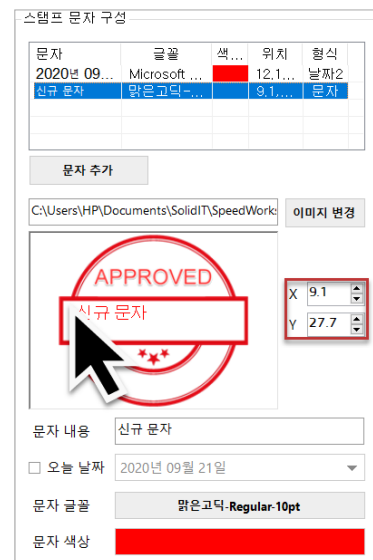 스탬프 문자 구성
문자 글꼴 색... 위치 형식
2020년 09... Microsoft ... 12,1... 날짜2
신규 문자 맑은고딕-... 9.1,... 문자
문자 추가
C:\Users\HP\Documents\SolidIT\SpeedWorks 이미지 변경
APPROVED
신규 문자
X 9.1
Y 27.7
문자 내용 신규 문자
오늘 날짜 2020년 09월 21일
문자 글꼴 맑은고딕-Regular-10pt
문자 색상